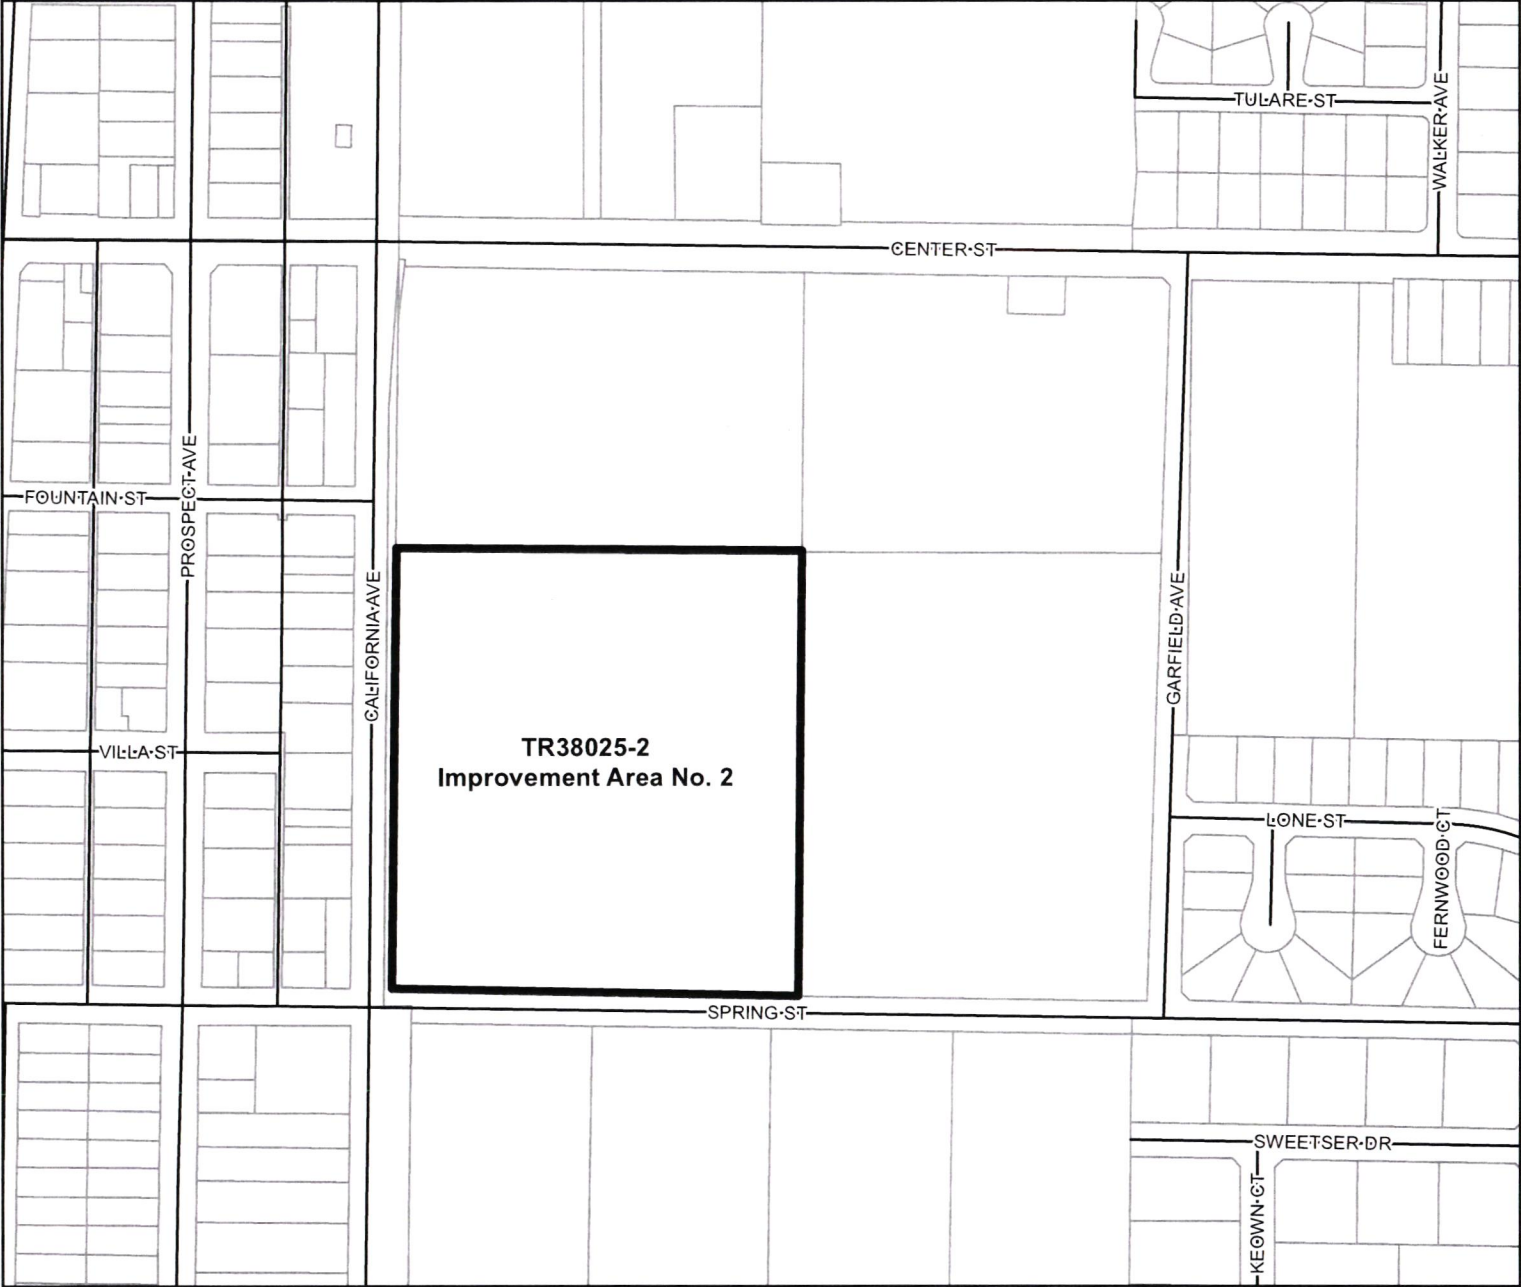 TULARE ST
WALKER AVE
CENTER ST
PROSPECT AVE
FOUNTAIN ST
CALIFORNIA AVE
GARFIELD AVE
TR38025-2
Improvement Area No. 2
VILLA ST
LONE ST
FERNWOOD CT
SPRING ST
SWEETSER DR
KEOWN CT